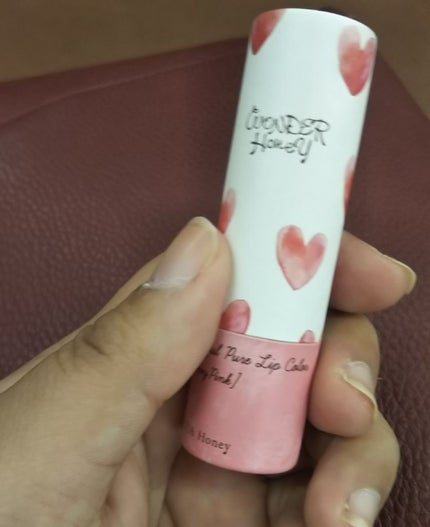 WONDER
Honey
Pure Lip Color
Pink]
Honey